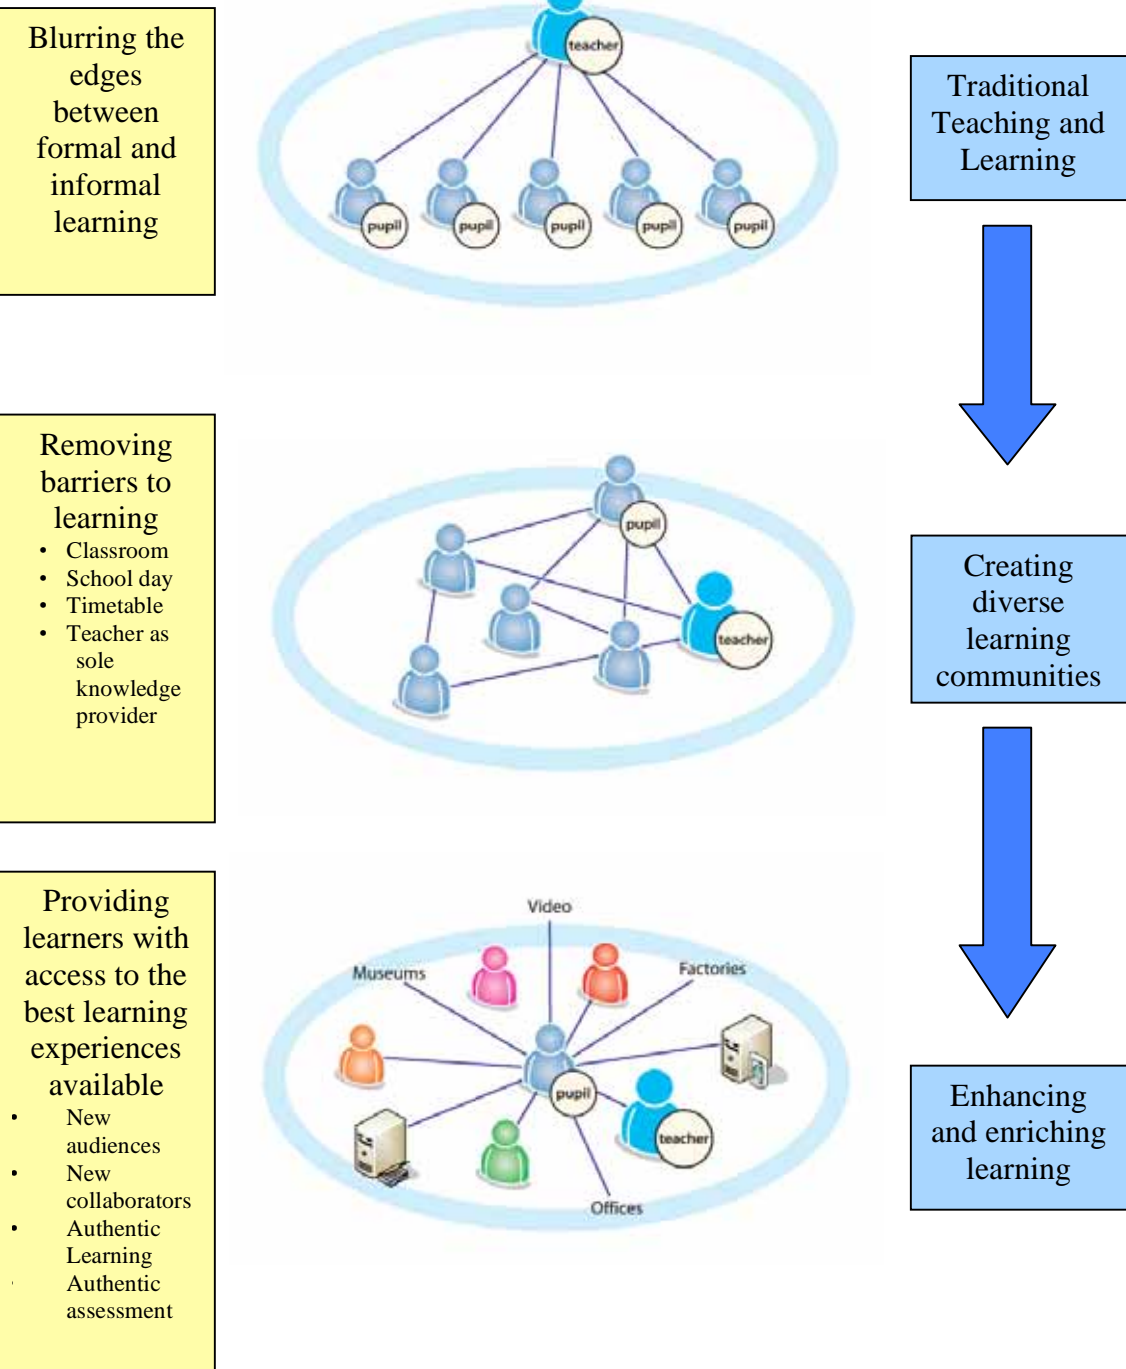 Blurring the
edges
between
formal and
informal
learning
teacher
pupil
pupil
pupil
pupil
pupil
Traditional
Teaching and
Learning
Removing
barriers to
learning
• Classroom
• School day
• Timetable
• Teacher as
sole
knowledge
provider
pupil
teacher
Creating
diverse
learning
communities
Providing
learners with
access to the
best learning
experiences
available
• New
audiences
• New
collaborators
• Authentic
Learning
• Authentic
assessment
Video
Museums
Factories
pupil
teacher
Offices
Enhancing
and enriching
learning